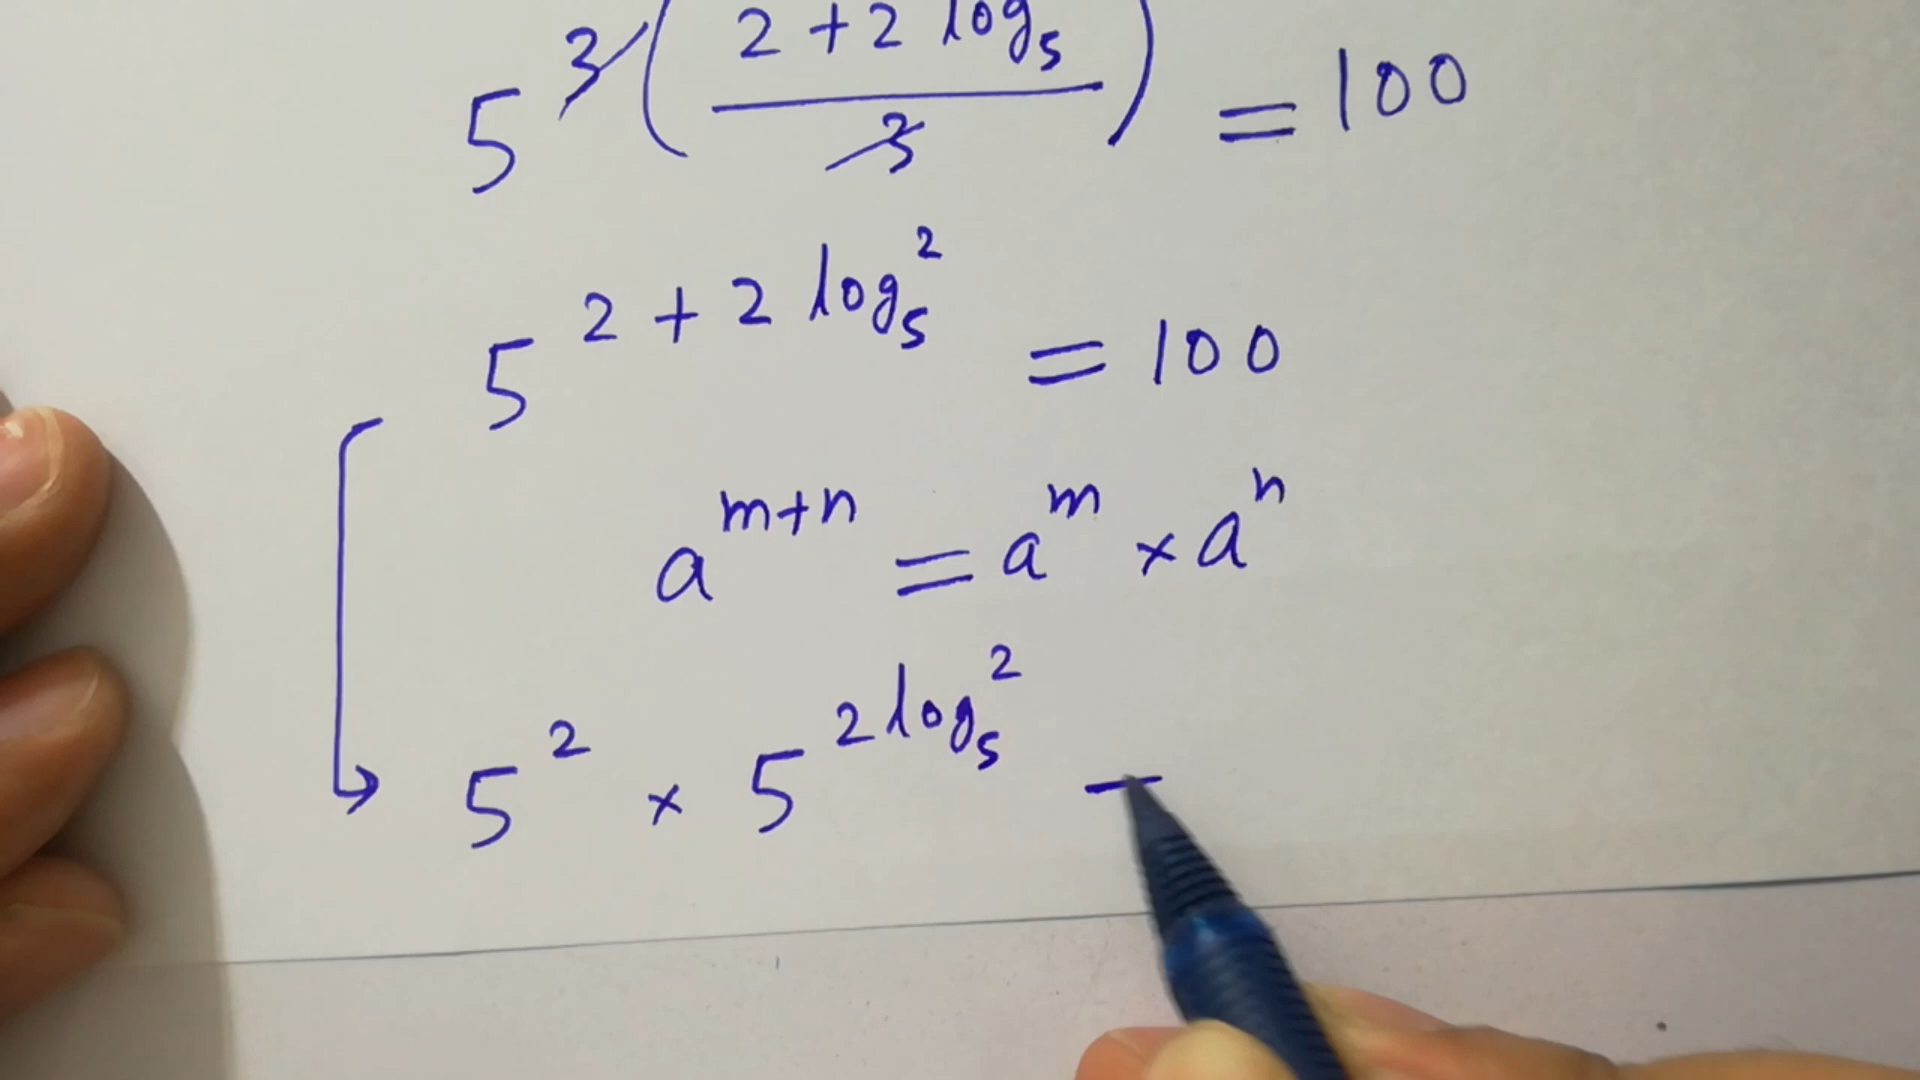 5^3((2 + 2 log_5)/3) = 100
5^(2 + 2 log_5^2) = 100
a^(m+n) = a^m × a^n
5^2 × 5^(2 log_5^2) −